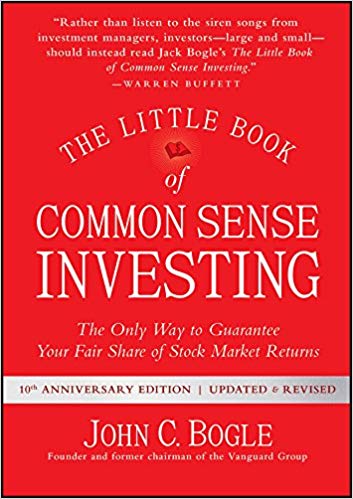 "Rather than listen to the siren songs from
investment managers, investors—large and small—
should instead read Jack Bogle's The Little Book
of Common Sense Investing."
—WARREN BUFFETT
THE LITTLE BOOK
of
COMMON SENSE
INVESTING
The Only Way to Guarantee
Your Fair Share of Stock Market Returns
10th ANNIVERSARY EDITION | UPDATED & REVISED
JOHN C. BOGLE
Founder and former chairman of the Vanguard Group